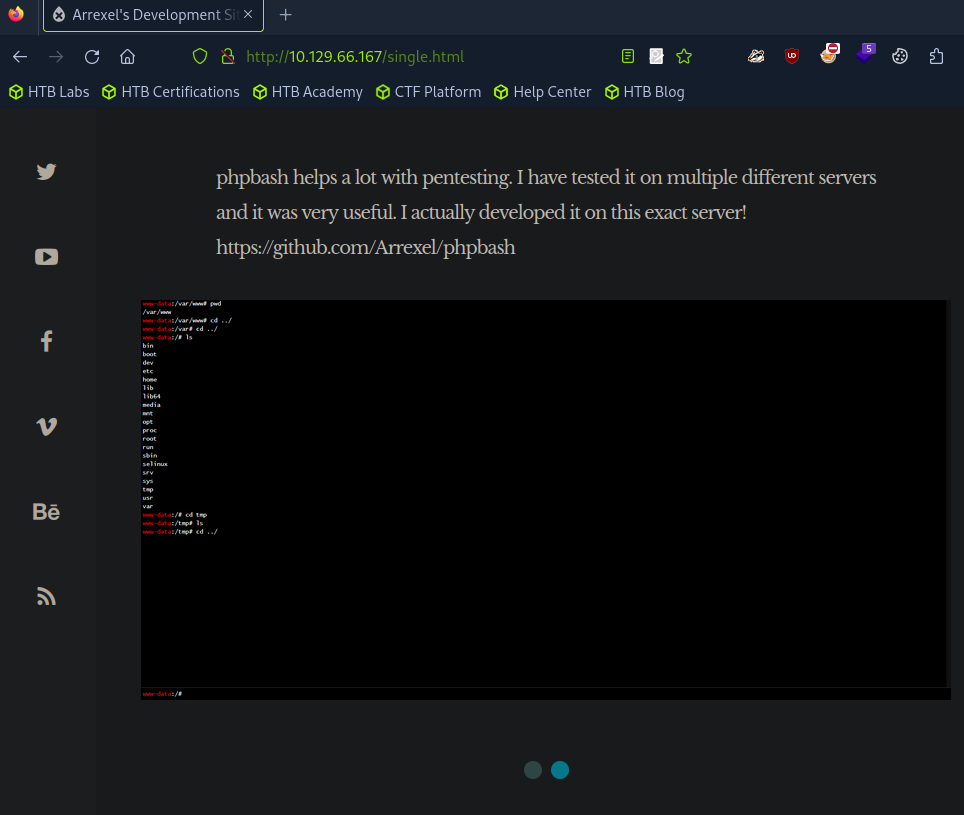 Arrexel's Development Si
http://10.129.66.167/single.html
5
HTB Labs HTB Certifications HTB Academy CTF Platform Help Center HTB Blog
phpbash helps a lot with pentesting. I have tested it on multiple different servers
and it was very useful. I actually developed it on this exact server!
https://github.com/Arrexel/phpbash
www-data:/var/www# pwd
/var/www
www-data:/var/www# cd ../
www-data:/var# cd ../
www-data:/# ls
bin
boot
dev
etc
home
lib
lib64
media
mnt
opt
proc
root
run
sbin
selinux
srv
sys
tmp
usr
var
www-data:/# cd tmp
www-data:/tmp# ls
www-data:/tmp# cd ../
www-data:/#
Bē